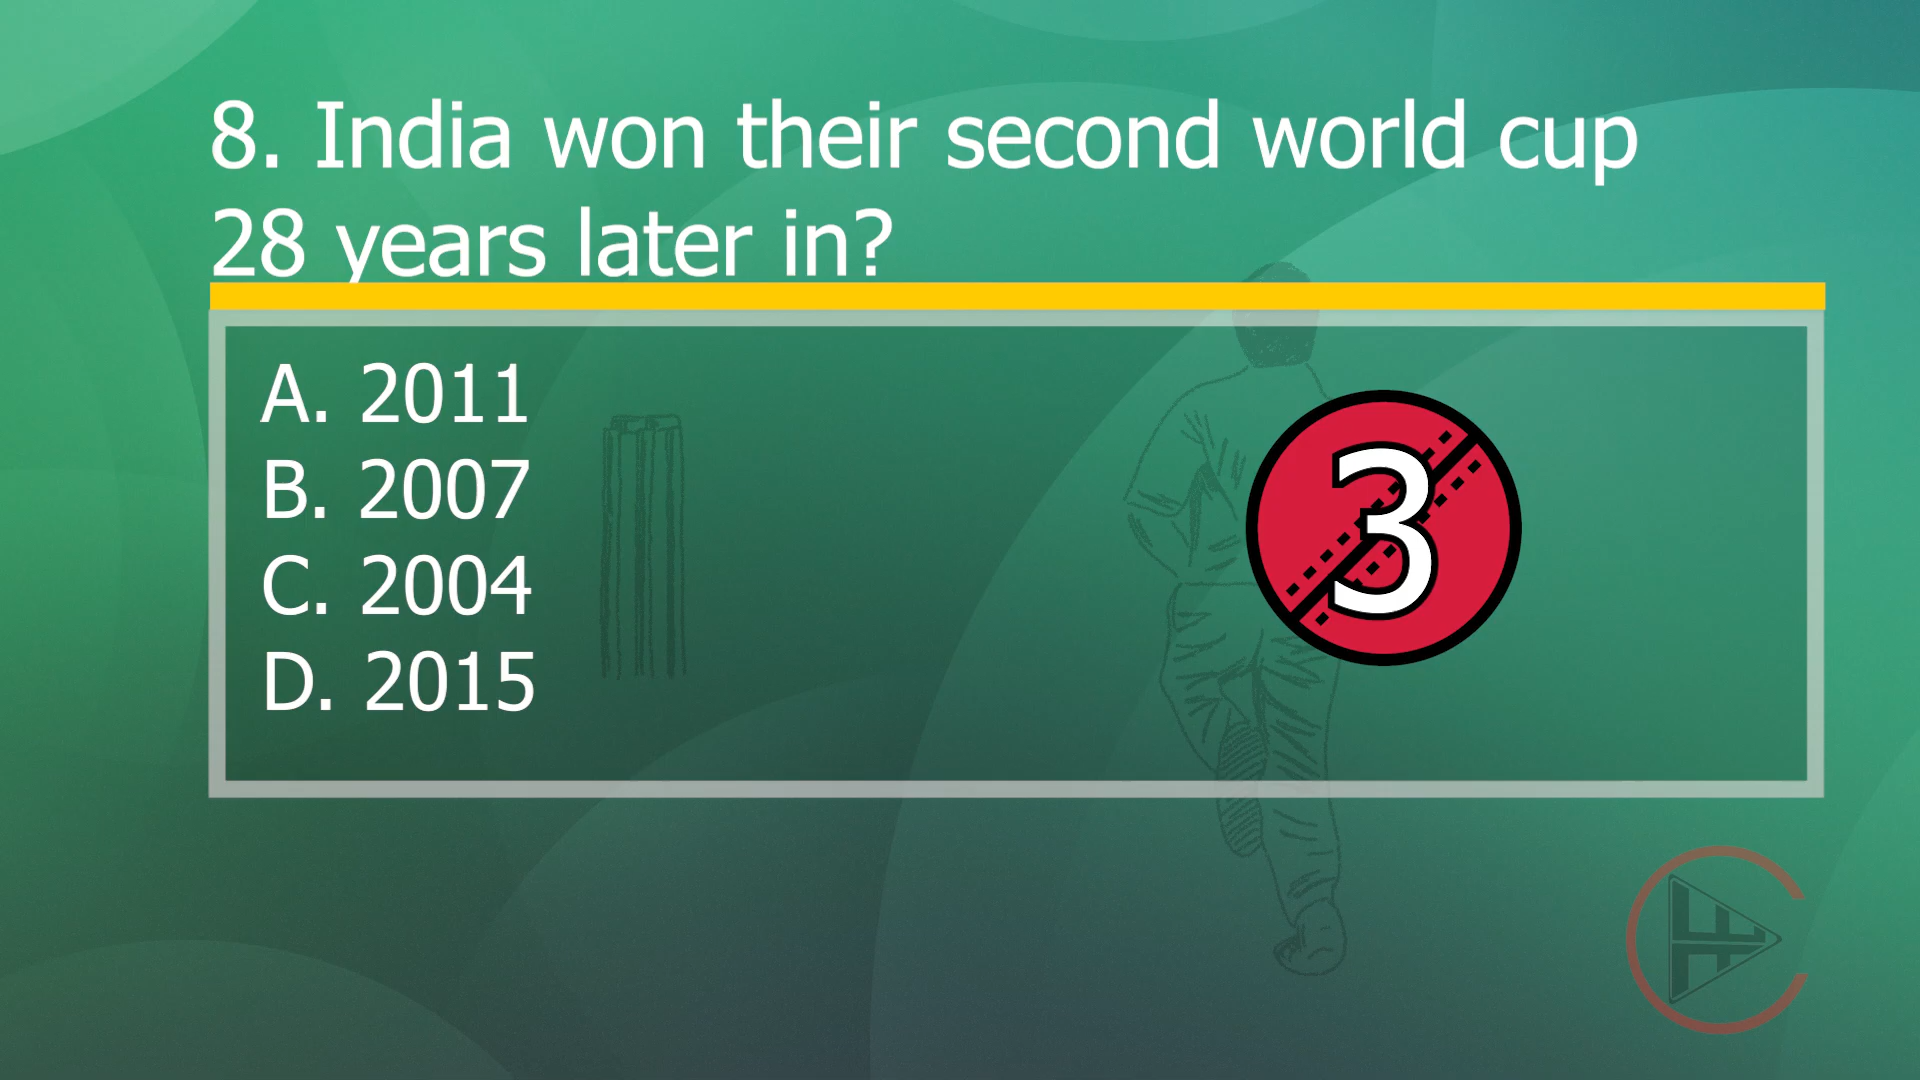 8. India won their second world cup
28 years later in?
A. 2011
B. 2007
C. 2004
D. 2015
3